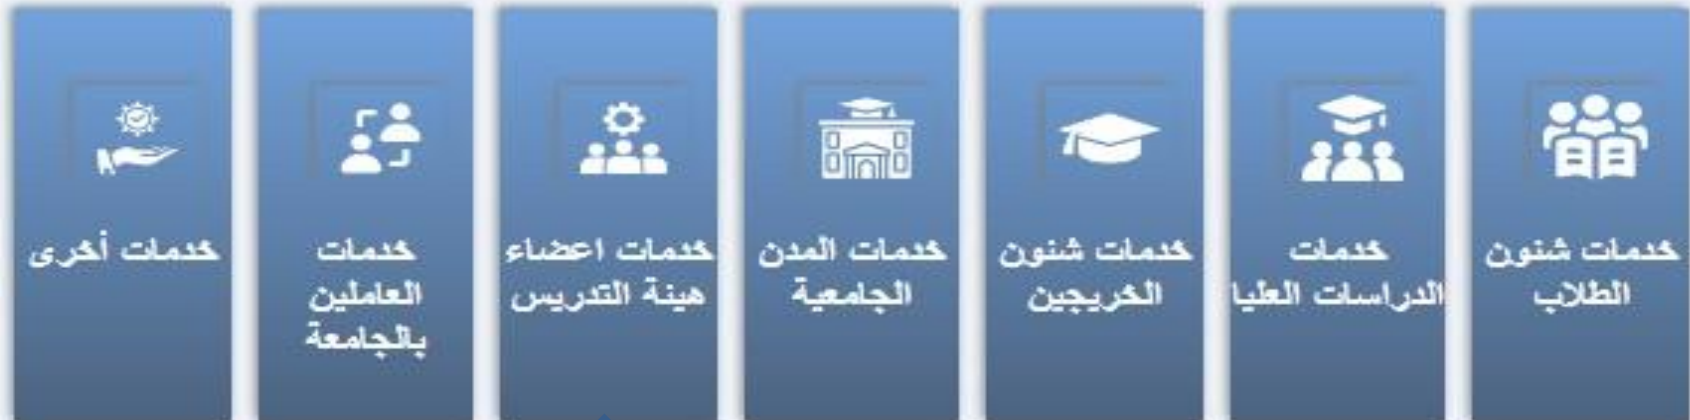 خدمات شئون
الطلاب
خدمات
الدراسات العليا
خدمات شئون
الخريجين
خدمات المدن
الجامعية
خدمات اعضاء
هيئة التدريس
خدمات
العاملين
بالجامعة
خدمات أخرى